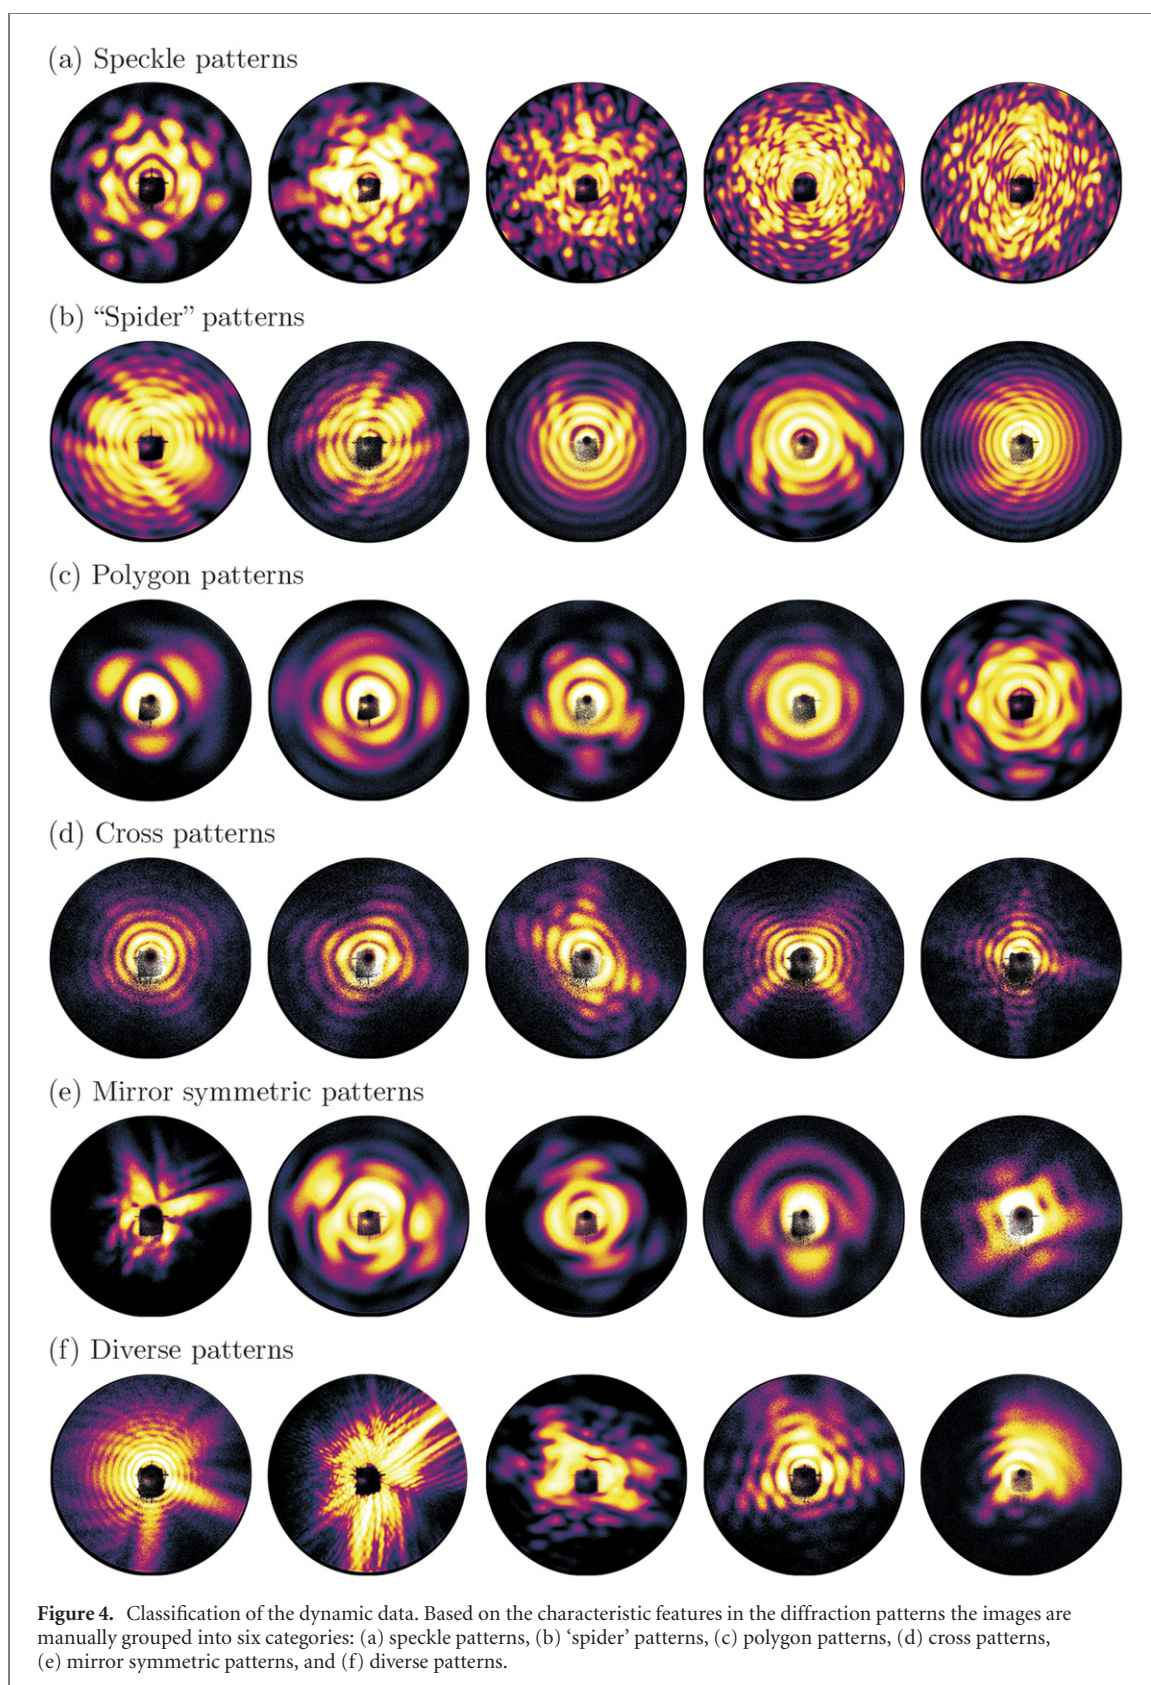 (a) Speckle patterns
(b) “Spider” patterns
(c) Polygon patterns
(d) Cross patterns
(e) Mirror symmetric patterns
(f) Diverse patterns
Figure 4. Classification of the dynamic data. Based on the characteristic features in the diffraction patterns the images are
manually grouped into six categories: (a) speckle patterns, (b) ‘spider’ patterns, (c) polygon patterns, (d) cross patterns,
(e) mirror symmetric patterns, and (f) diverse patterns.